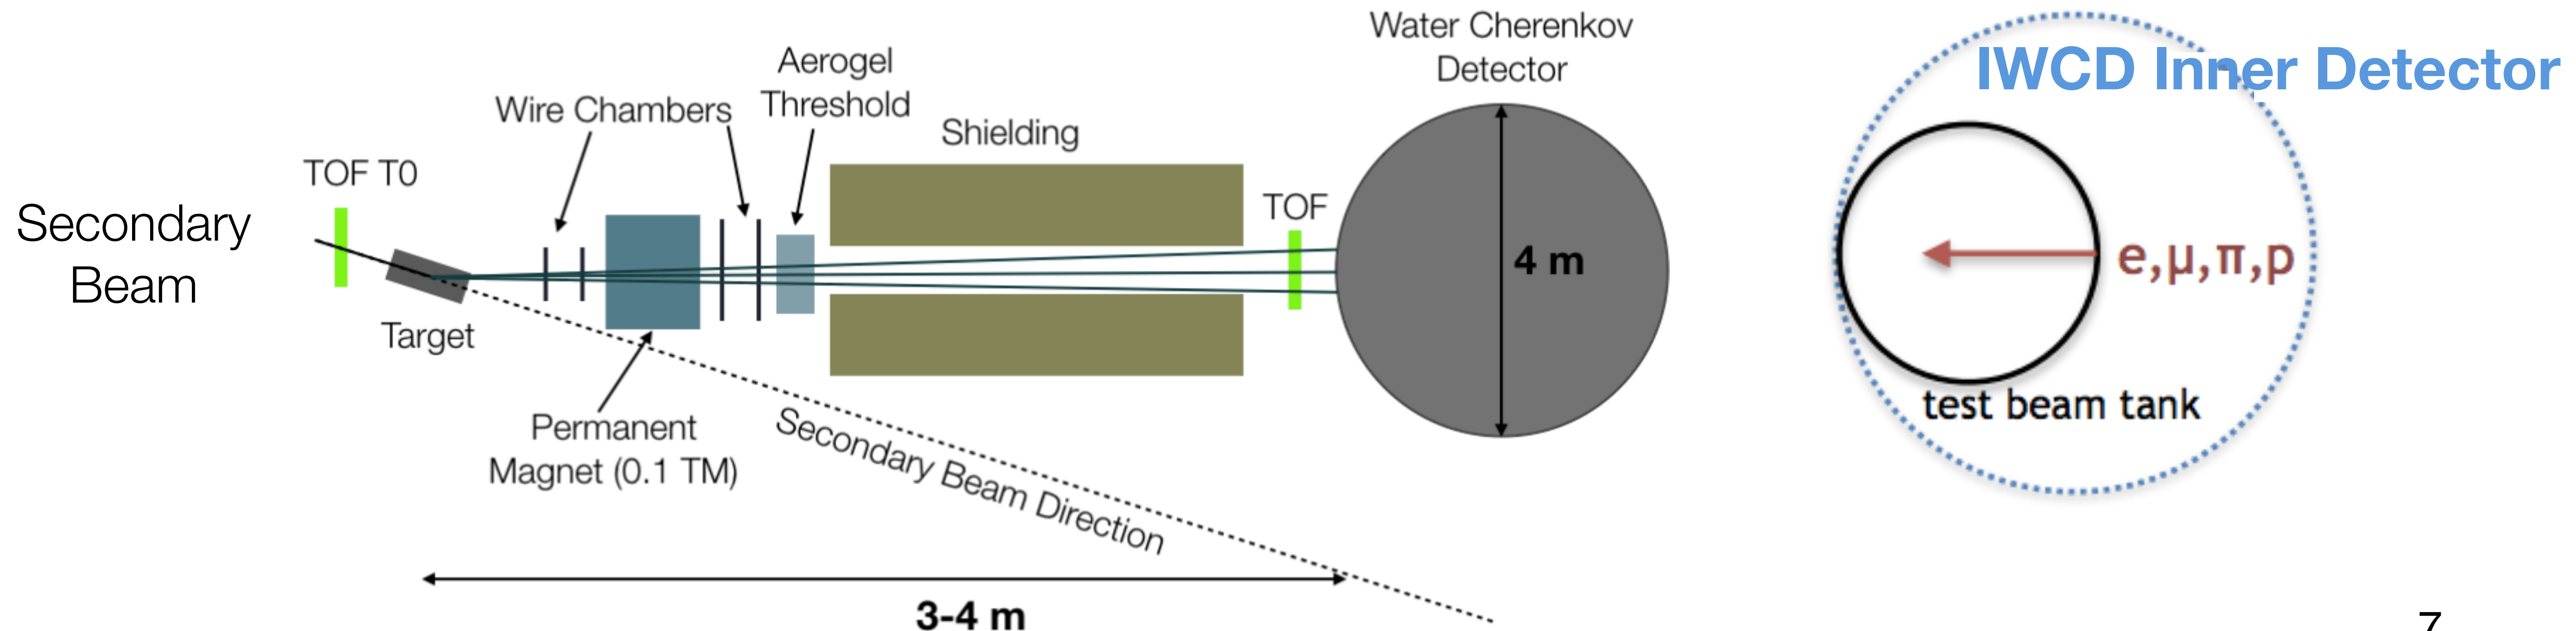 Secondary
Beam
TOF T0
Target
Wire Chambers
Permanent
Magnet (0.1 TM)
Aerogel
Threshold
Shielding
Secondary Beam Direction
3-4 m
TOF
Water Cherenkov
Detector
4 m
IWCD Inner Detector
e,μ,π,p
test beam tank
7